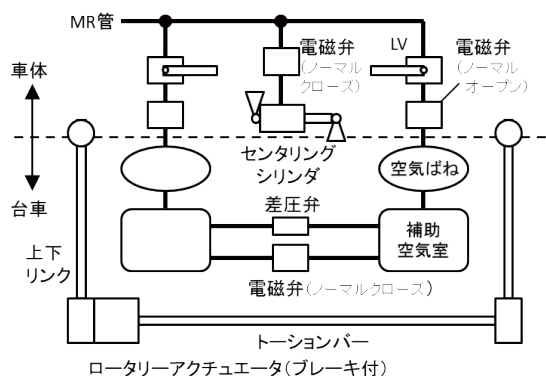 MR管
電磁弁
(ノーマル
クローズ)
LV
電磁弁
(ノーマル
オープン)
車体
台車
センタリング
シリンダ
空気ばね
差圧弁
補助
空気室
上下
リンク
電磁弁(ノーマルクローズ)
トーションバー
ロータリーアクチュエータ(ブレーキ付)